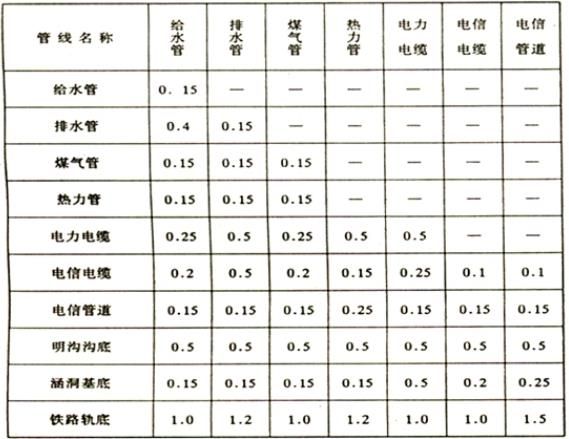 管线名称 给水管 排水管 煤气管 热力管 电力电缆 电信电缆 电信管道
给水管 0.15 — — — — — —
排水管 0.4 0.15 — — — — —
煤气管 0.15 0.15 0.15 — — — —
热力管 0.15 0.15 0.15 — — — —
电力电缆 0.25 0.5 0.25 0.5 0.5 — —
电信电缆 0.2 0.5 0.2 0.15 0.25 0.1 0.1
电信管道 0.15 0.15 0.15 0.25 0.15 0.15 0.15
明沟沟底 0.5 0.5 0.5 0.5 0.5 0.5 0.5
涵洞基底 0.15 0.15 0.15 0.15 0.5 0.2 0.25
铁路轨底 1.0 1.2 1.0 1.2 1.0 1.0 1.5